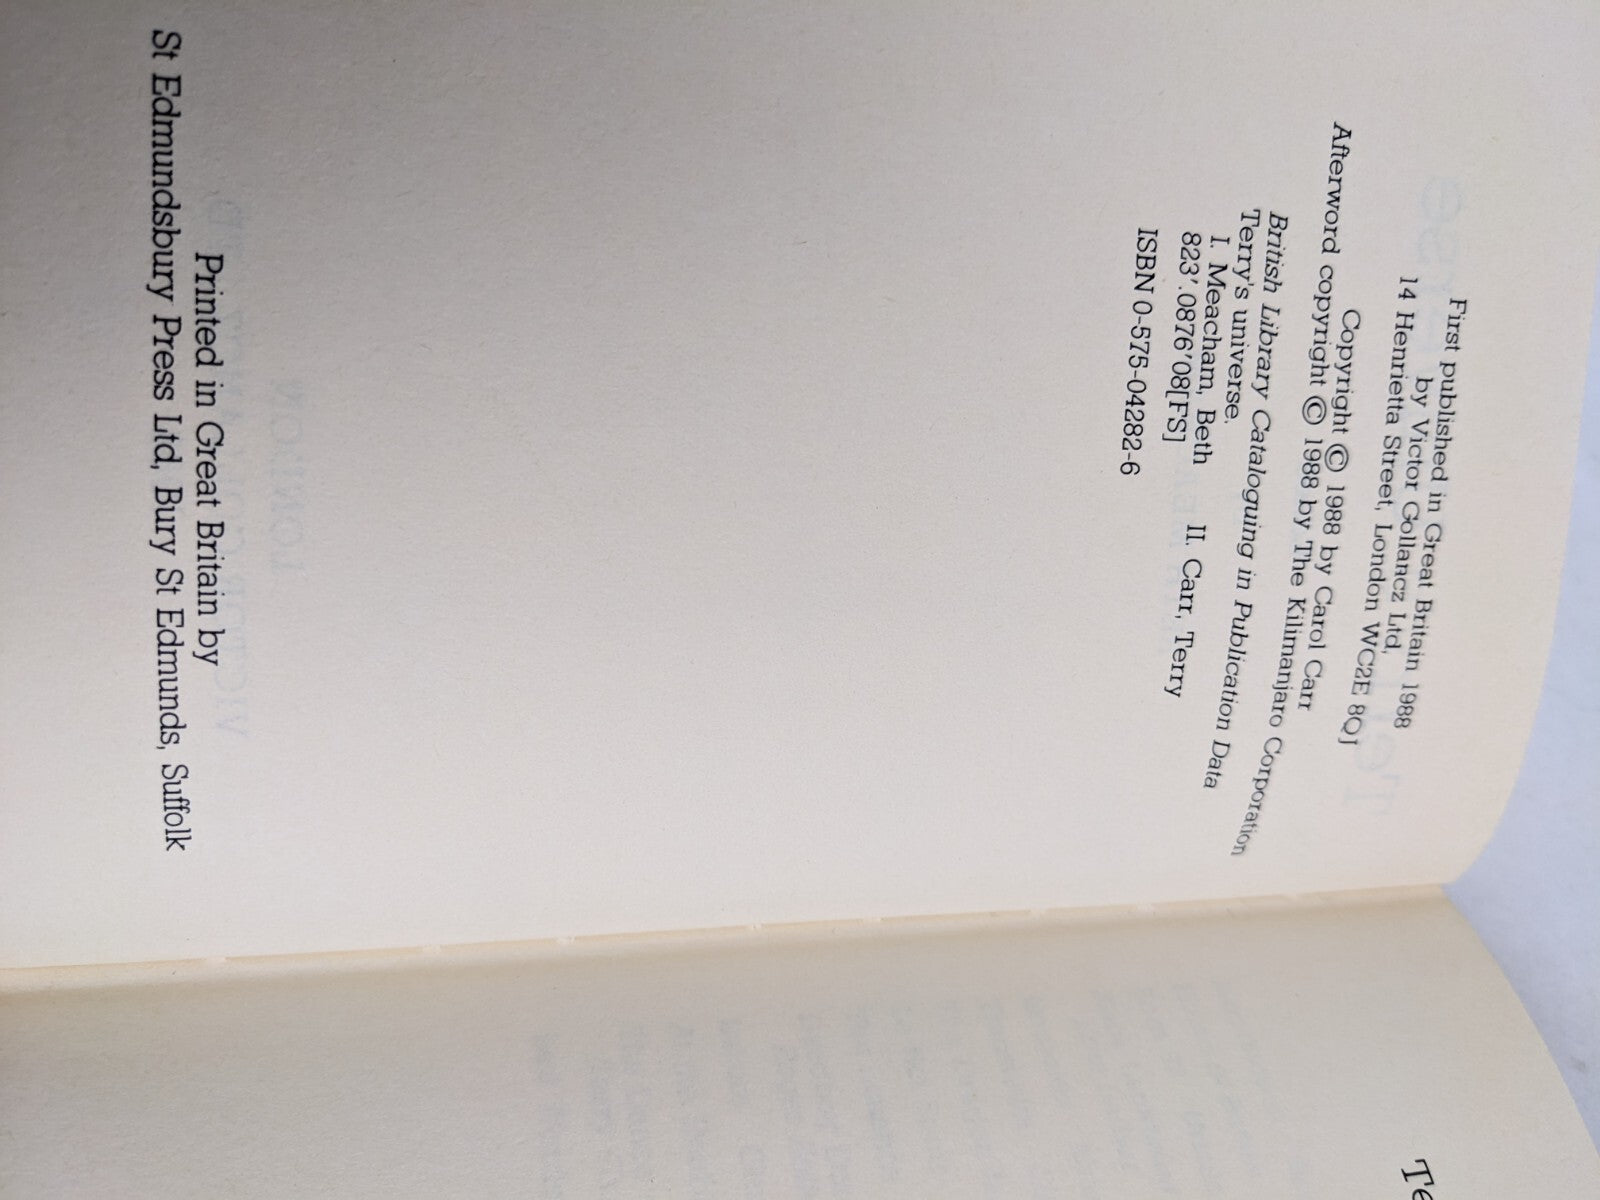 First published in Great Britain 1988
by Victor Gollancz Ltd,
14 Henrietta Street, London WC2E 8QJ
Copyright © 1988 by Carol Carr
Afterword copyright © 1988 by The Kilimanjaro Corporation
British Library Cataloguing in Publication Data
Terry's universe.
I. Meacham, Beth II. Carr, Terry
823'.0876'08[FS]
ISBN 0-575-04282-6
Printed in Great Britain by
St Edmundsbury Press Ltd, Bury St Edmunds, Suffolk